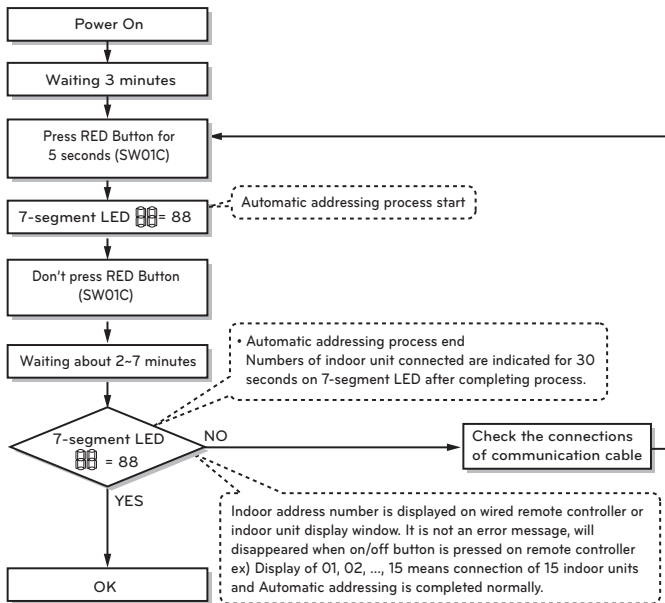 Power On
Waiting 3 minutes
Press RED Button for
5 seconds (SW01C)
7-segment LED 88= 88
Automatic addressing process start
Don't press RED Button
(SW01C)
Waiting about 2~7 minutes
• Automatic addressing process end
Numbers of indoor unit connected are indicated for 30
seconds on 7-segment LED after completing process.
7-segment LED
88 = 88
NO
Check the connections
of communication cable
YES
Indoor address number is displayed on wired remote controller or
indoor unit display window. It is not an error message, will
disappeared when on/off button is pressed on remote controller
ex) Display of 01, 02, ..., 15 means connection of 15 indoor units
and Automatic addressing is completed normally.
OK